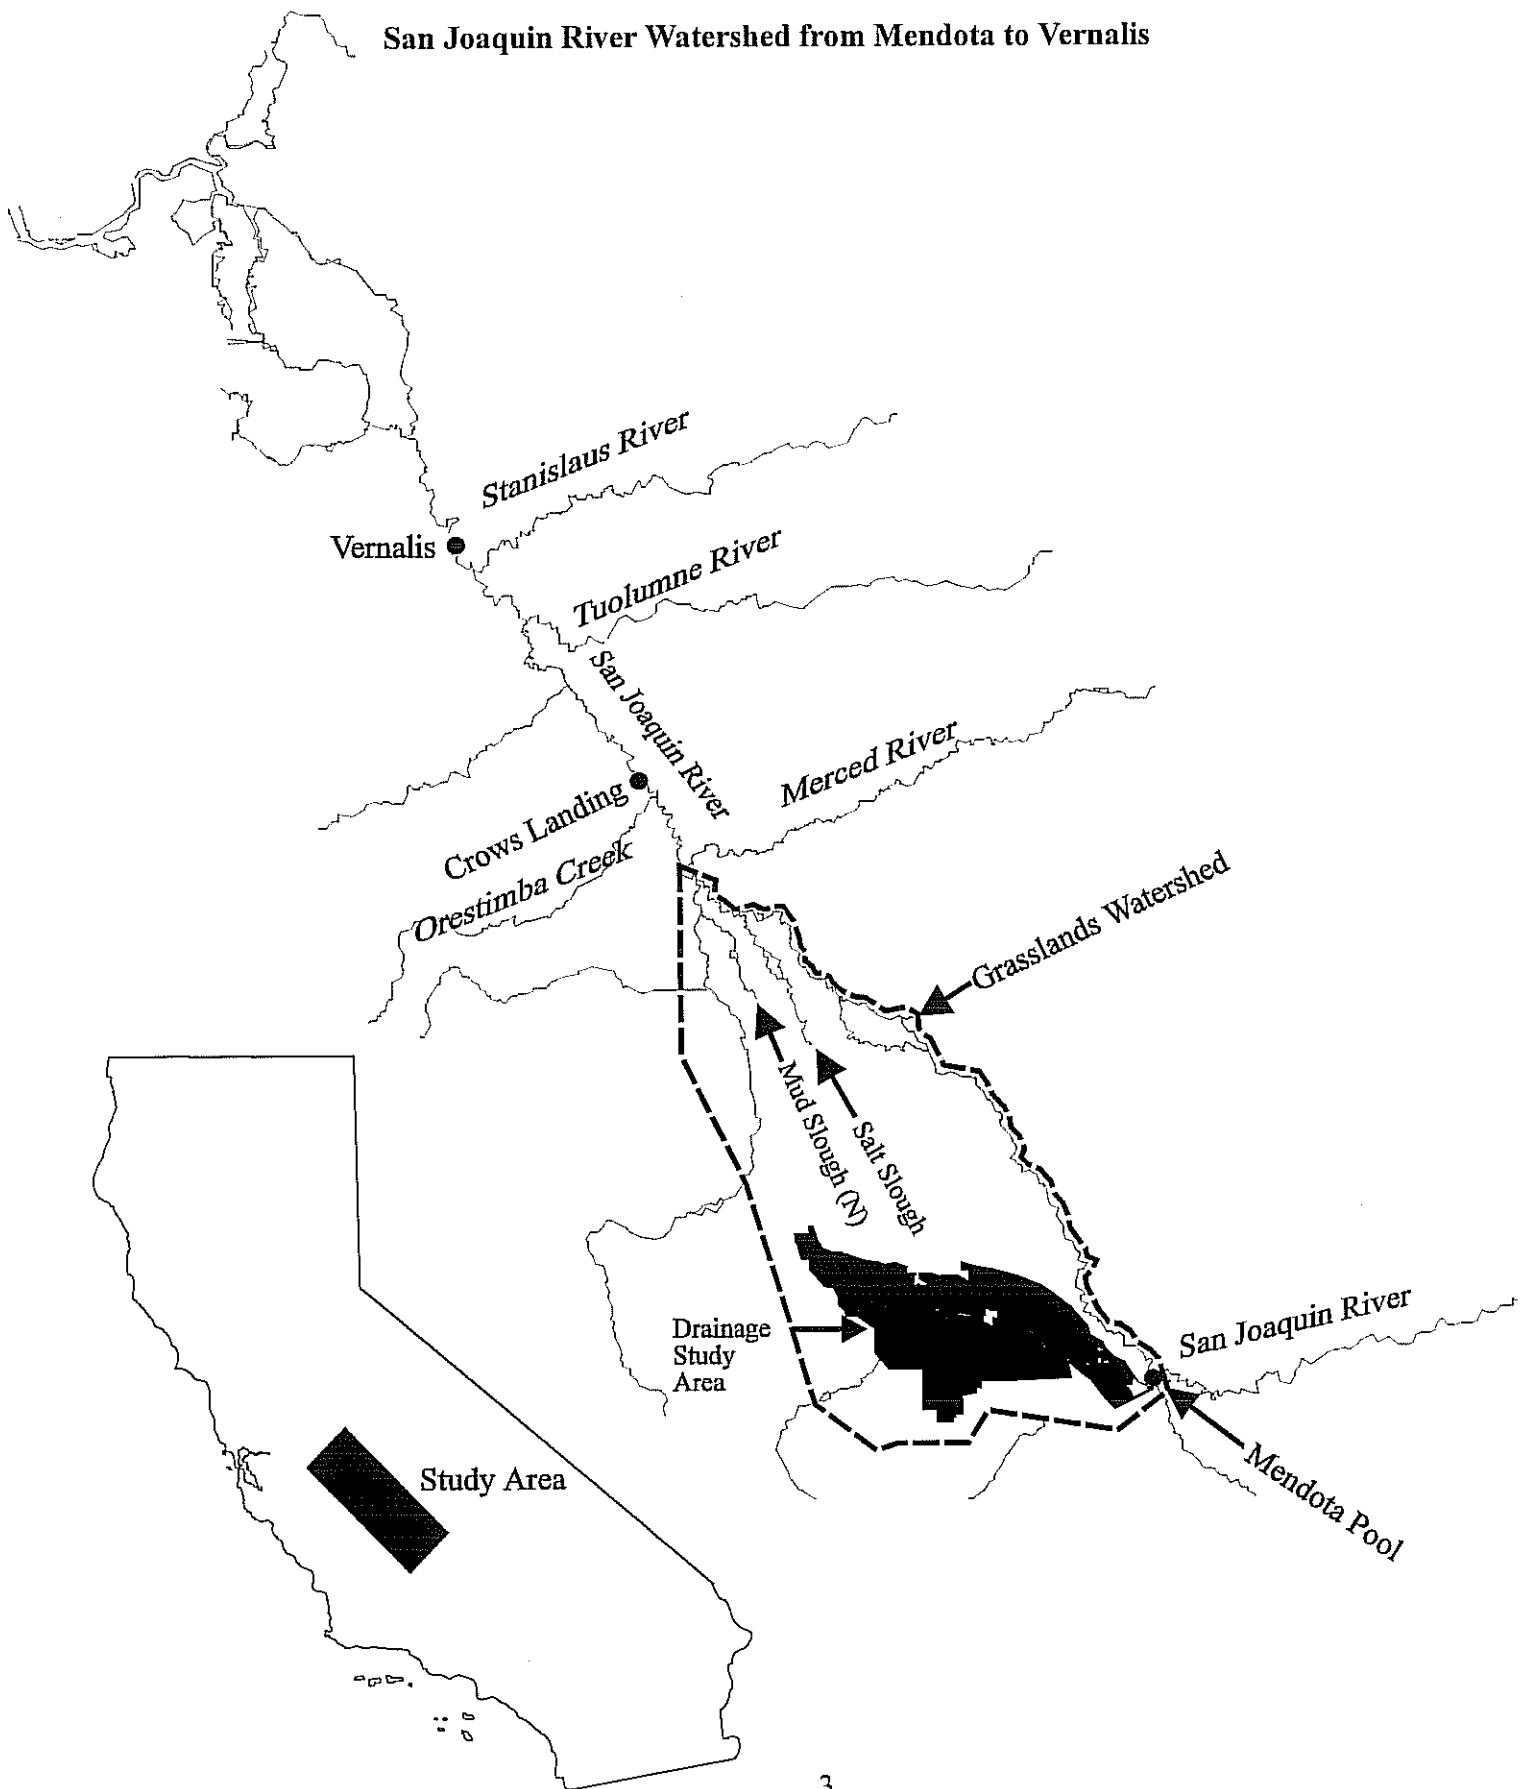 San Joaquin River Watershed from Mendota to Vernalis
Stanislaus River
Vernalis
Tuolumne River
San Joaquin River
Merced River
Crows Landing
Orestimba Creek
Grasslands Watershed
Mud Slough (N)
Salt Slough
Drainage
Study
Area
San Joaquin River
Mendota Pool
Study Area
3